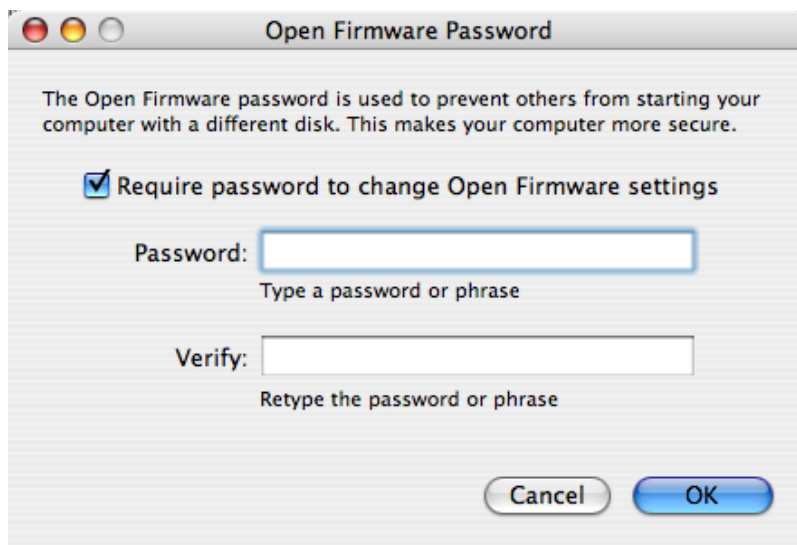 Open Firmware Password
The Open Firmware password is used to prevent others from starting your
computer with a different disk. This makes your computer more secure.
Require password to change Open Firmware settings
Password:
Type a password or phrase
Verify:
Retype the password or phrase
Cancel OK